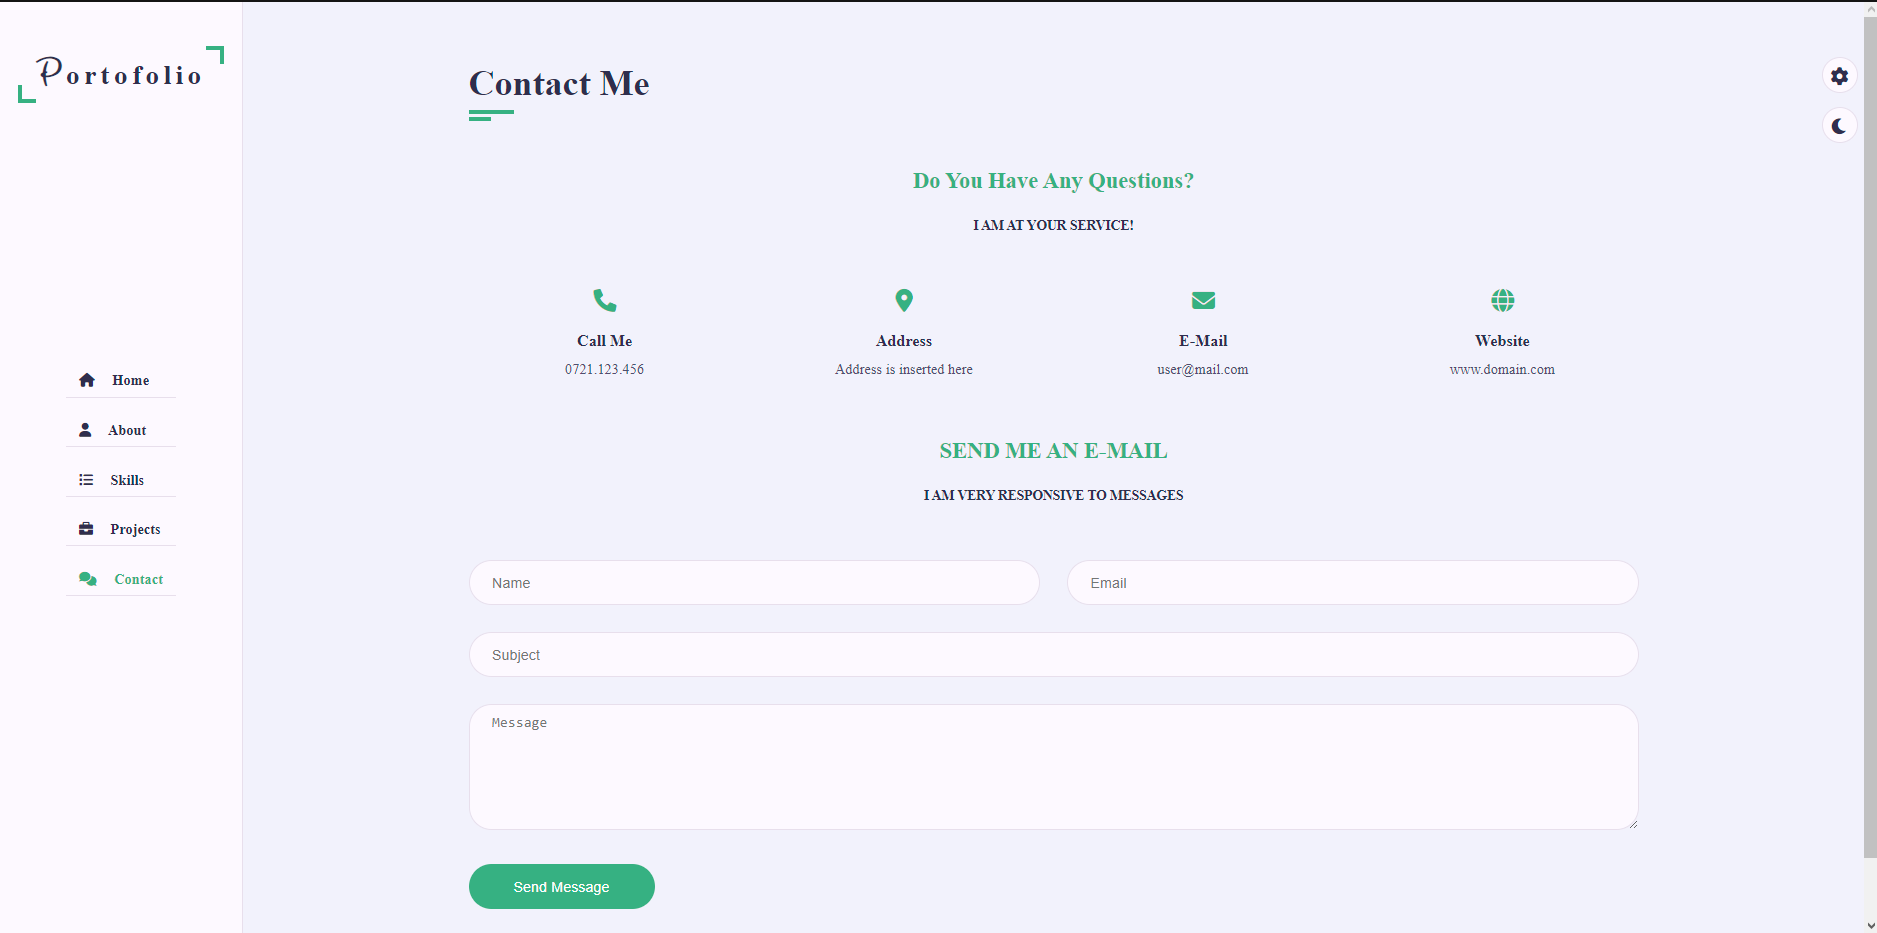 Portofolio
Home
About
Skills
Projects
Contact
Contact Me
Do You Have Any Questions?
I AM AT YOUR SERVICE!
Call Me
0721.123.456
Address
Address is inserted here
E-Mail
user@mail.com
Website
www.domain.com
SEND ME AN E-MAIL
I AM VERY RESPONSIVE TO MESSAGES
Name
Email
Subject
Message
Send Message